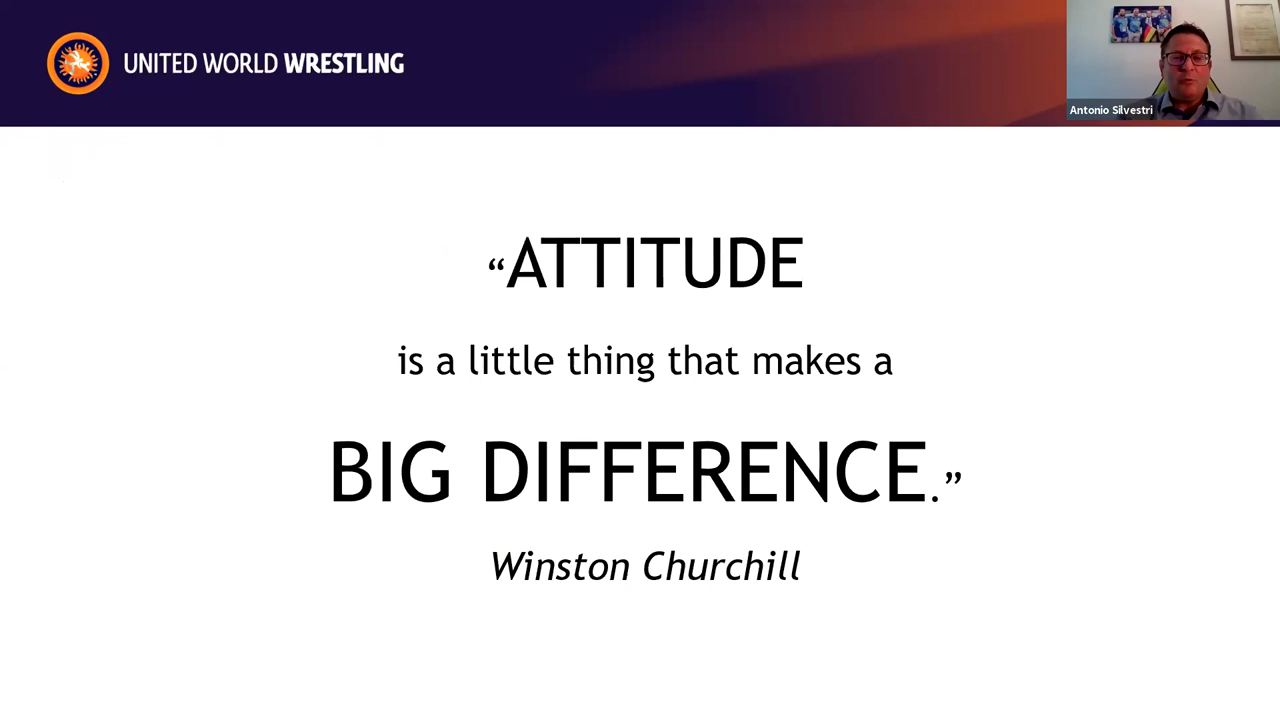 UNITED WORLD WRESTLING
Antonio Silvestri
“ATTITUDE
is a little thing that makes a
BIG DIFFERENCE.”
Winston Churchill